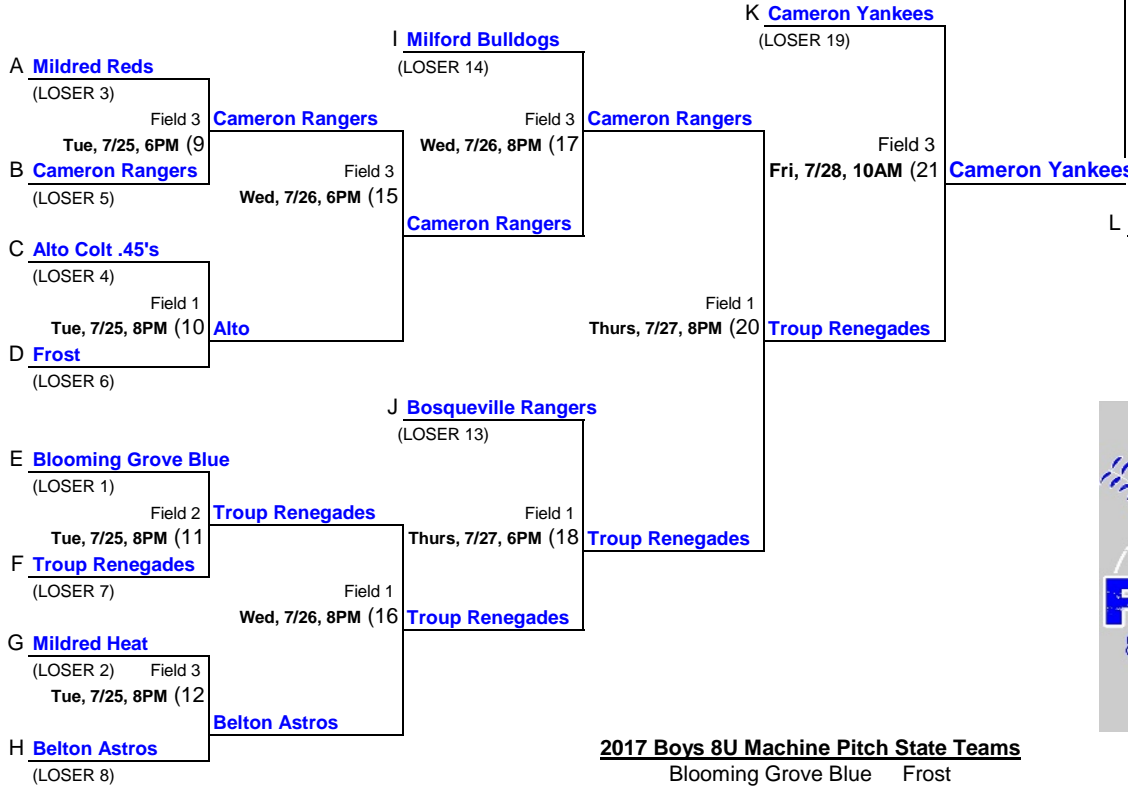 K Cameron Yankees
(LOSER 19)
I Milford Bulldogs
(LOSER 14)
A Mildred Reds
(LOSER 3)
Field 3
Tue, 7/25, 6PM (9
Cameron Rangers
B Cameron Rangers
(LOSER 5)
Field 3
Wed, 7/26, 6PM (15
Field 3
Wed, 7/26, 8PM (17
Cameron Rangers
Field 3
Fri, 7/28, 10AM (21
Cameron Yankees
L
Cameron Rangers
C Alto Colt .45's
(LOSER 4)
Field 1
Tue, 7/25, 8PM (10
Alto
D Frost
(LOSER 6)
Field 1
Thurs, 7/27, 8PM (20
Troup Renegades
J Bosqueville Rangers
(LOSER 13)
E Blooming Grove Blue
(LOSER 1)
Field 2
Tue, 7/25, 8PM (11
Troup Renegades
F Troup Renegades
(LOSER 7)
Field 1
Thurs, 7/27, 6PM (18
Troup Renegades
Field 1
Wed, 7/26, 8PM (16
Troup Renegades
G Mildred Heat
(LOSER 2)
Field 3
Tue, 7/25, 8PM (12
Belton Astros
H Belton Astros
(LOSER 8)
2017 Boys 8U Machine Pitch State Teams
Blooming Grove Blue Frost